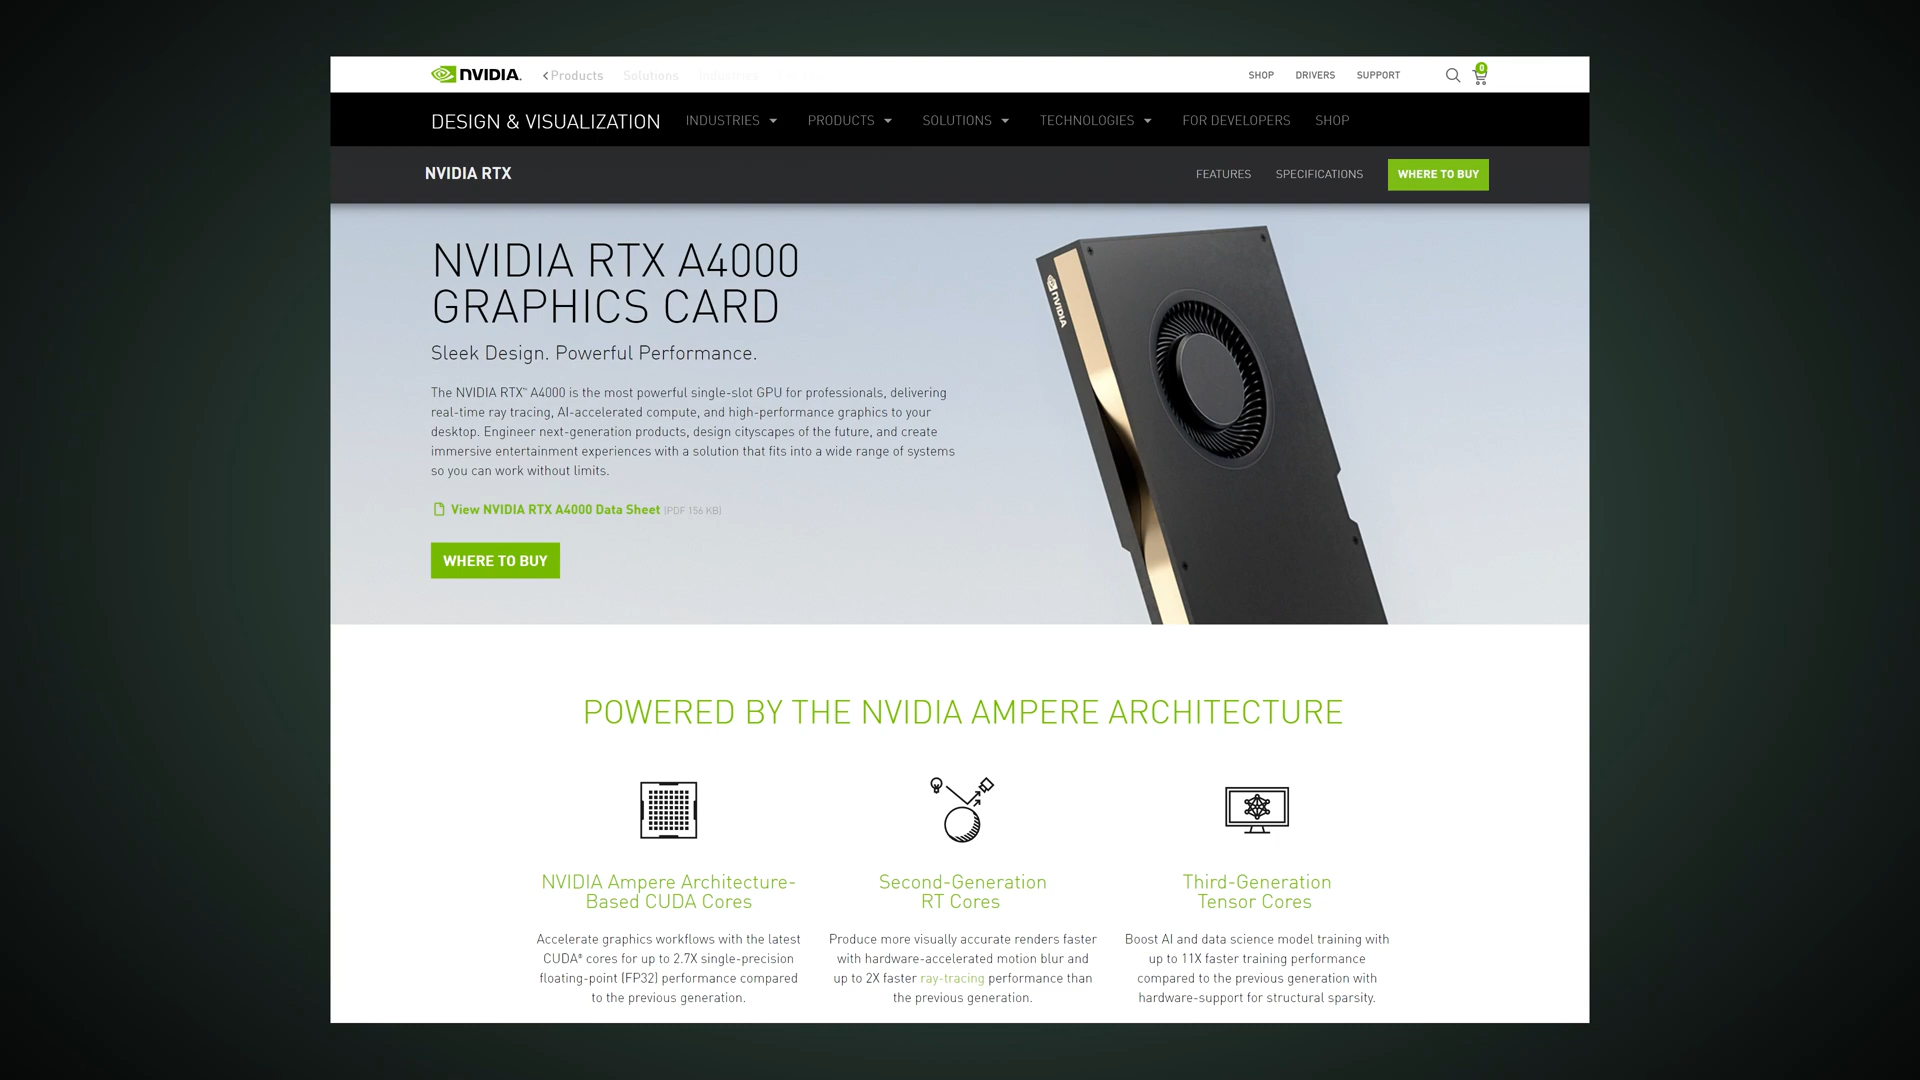 NVIDIA.
Products Solutions Industries
SHOP DRIVERS SUPPORT
0
DESIGN & VISUALIZATION INDUSTRIES PRODUCTS SOLUTIONS TECHNOLOGIES FOR DEVELOPERS SHOP
NVIDIA RTX
FEATURES SPECIFICATIONS WHERE TO BUY
NVIDIA RTX A4000
GRAPHICS CARD
Sleek Design. Powerful Performance.
The NVIDIA RTX™ A4000 is the most powerful single-slot GPU for professionals, delivering
real-time ray tracing, AI-accelerated compute, and high-performance graphics to your
desktop. Engineer next-generation products, design cityscapes of the future, and create
immersive entertainment experiences with a solution that fits into a wide range of systems
so you can work without limits.
View NVIDIA RTX A4000 Data Sheet (PDF 156 KB)
WHERE TO BUY
NVIDIA
POWERED BY THE NVIDIA AMPERE ARCHITECTURE
NVIDIA Ampere Architecture-
Based CUDA Cores
Accelerate graphics workflows with the latest
CUDA® cores for up to 2.7X single-precision
floating-point (FP32) performance compared
to the previous generation.
Second-Generation
RT Cores
Produce more visually accurate renders faster
with hardware-accelerated motion blur and
up to 2X faster ray-tracing performance than
the previous generation.
Third-Generation
Tensor Cores
Boost AI and data science model training with
up to 11X faster training performance
compared to the previous generation with
hardware-support for structural sparsity.